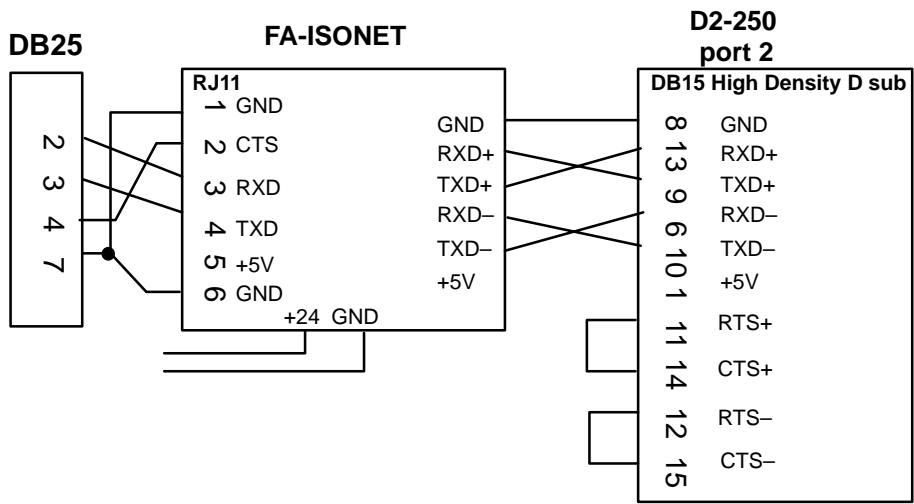 DB25
2
3
4
7
FA-ISONET
RJ11
1 GND
2 CTS
3 RXD
4 TXD
5 +5V
6 GND
+24 GND
GND
RXD+
TXD+
RXD–
TXD–
+5V
D2-250
port 2
DB15 High Density D sub
8 GND
13 RXD+
9 TXD+
6 RXD–
10 TXD–
1 +5V
11 RTS+
14 CTS+
12 RTS–
15 CTS–